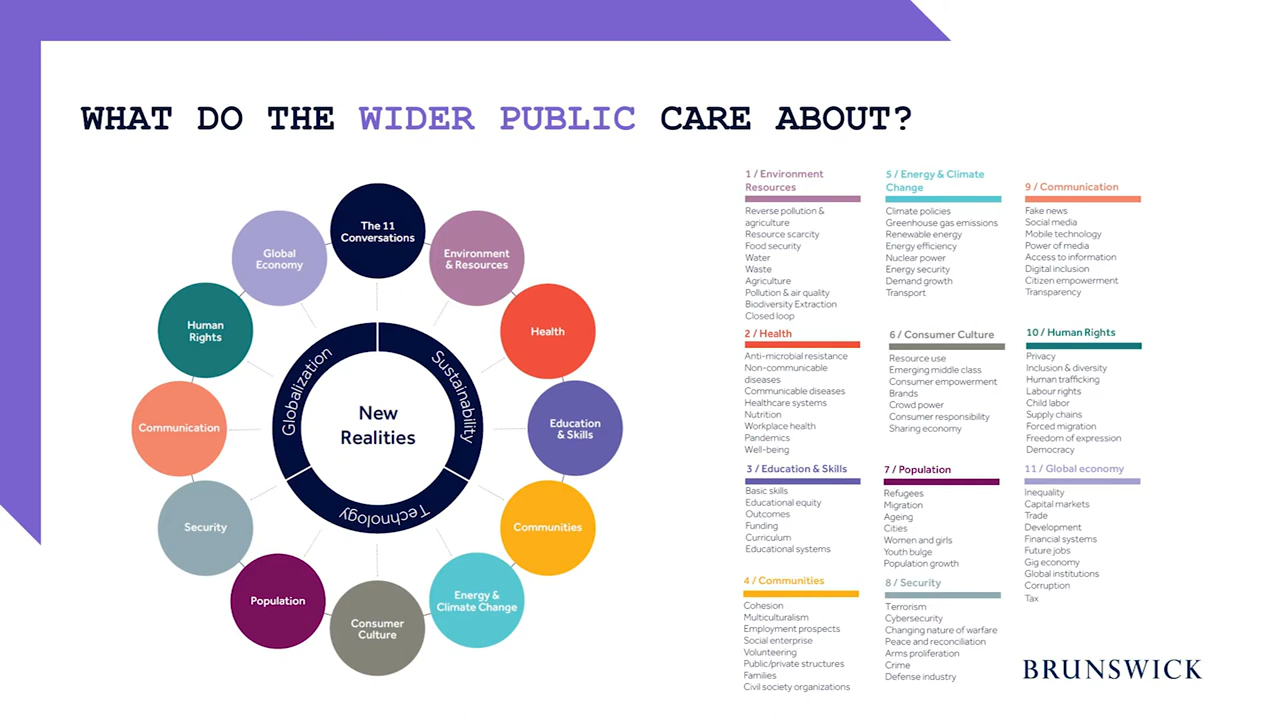 WHAT DO THE WIDER PUBLIC CARE ABOUT?
The 11
Conversations
Environment
& Resources
Health
Education
& Skills
Communities
Energy &
Climate Change
Consumer
Culture
Population
Security
Communication
Human
Rights
Global
Economy
Globalization
Sustainability
Technology
New
Realities
1 / Environment
Resources
Reverse pollution &
agriculture
Resource scarcity
Food security
Water
Waste
Agriculture
Pollution & air quality
Biodiversity Extraction
Closed loop
2 / Health
Anti-microbial resistance
Non-communicable
diseases
Communicable diseases
Healthcare systems
Nutrition
Workplace health
Pandemics
Well-being
3 / Education & Skills
Basic skills
Educational equity
Outcomes
Funding
Curriculum
Educational systems
4 / Communities
Cohesion
Multiculturalism
Employment prospects
Social enterprise
Volunteering
Public/private structures
Families
Civil society organizations
5 / Energy & Climate
Change
Climate policies
Greenhouse gas emissions
Renewable energy
Energy efficiency
Nuclear power
Energy security
Demand growth
Transport
6 / Consumer Culture
Resource use
Emerging middle class
Consumer empowerment
Brands
Crowd power
Consumer responsibility
Sharing economy
7 / Population
Refugees
Migration
Ageing
Cities
Women and girls
Youth bulge
Population growth
8 / Security
Terrorism
Cybersecurity
Changing nature of warfare
Peace and reconciliation
Arms proliferation
Crime
Defense industry
9 / Communication
Fake news
Social media
Mobile technology
Power of media
Access to information
Digital inclusion
Citizen empowerment
Transparency
10 / Human Rights
Privacy
Inclusion & diversity
Human trafficking
Labour rights
Child labor
Supply chains
Forced migration
Freedom of expression
Democracy
11 / Global economy
Inequality
Capital markets
Trade
Development
Financial systems
Future jobs
Gig economy
Global institutions
Corruption
Tax
BRUNSWICK